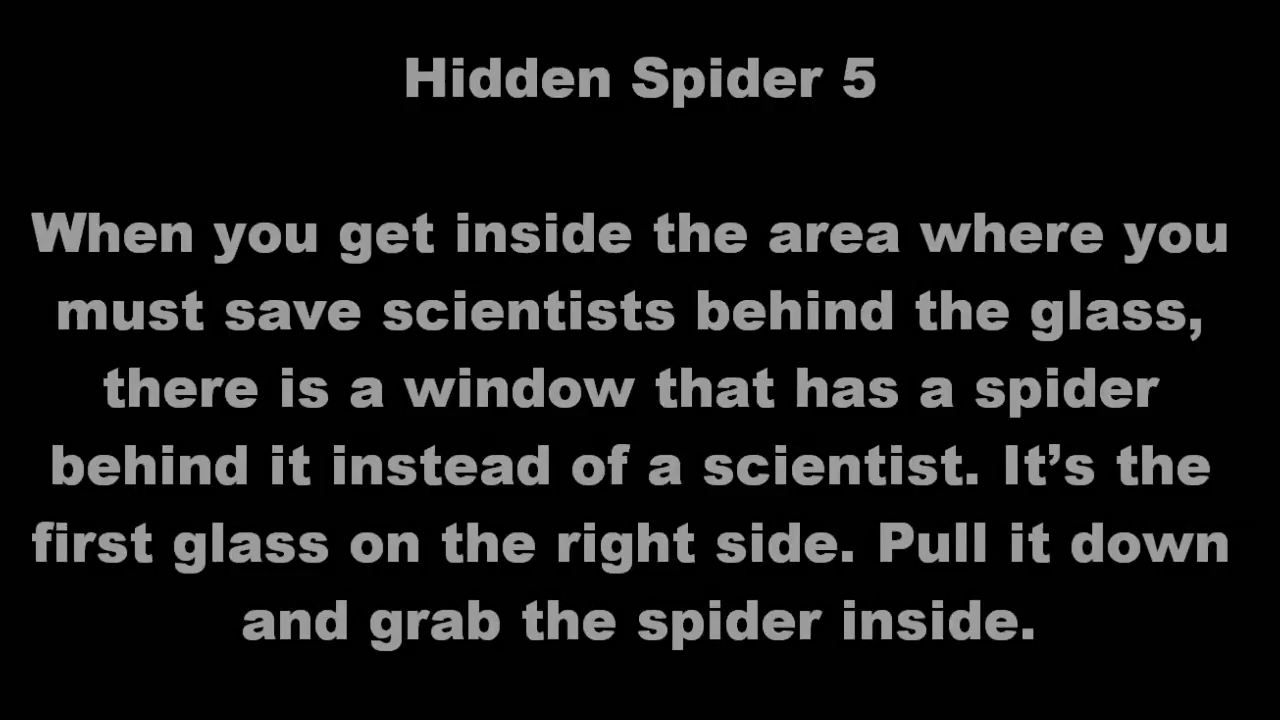 Hidden Spider 5
When you get inside the area where you
must save scientists behind the glass,
there is a window that has a spider
behind it instead of a scientist. It’s the
first glass on the right side. Pull it down
and grab the spider inside.